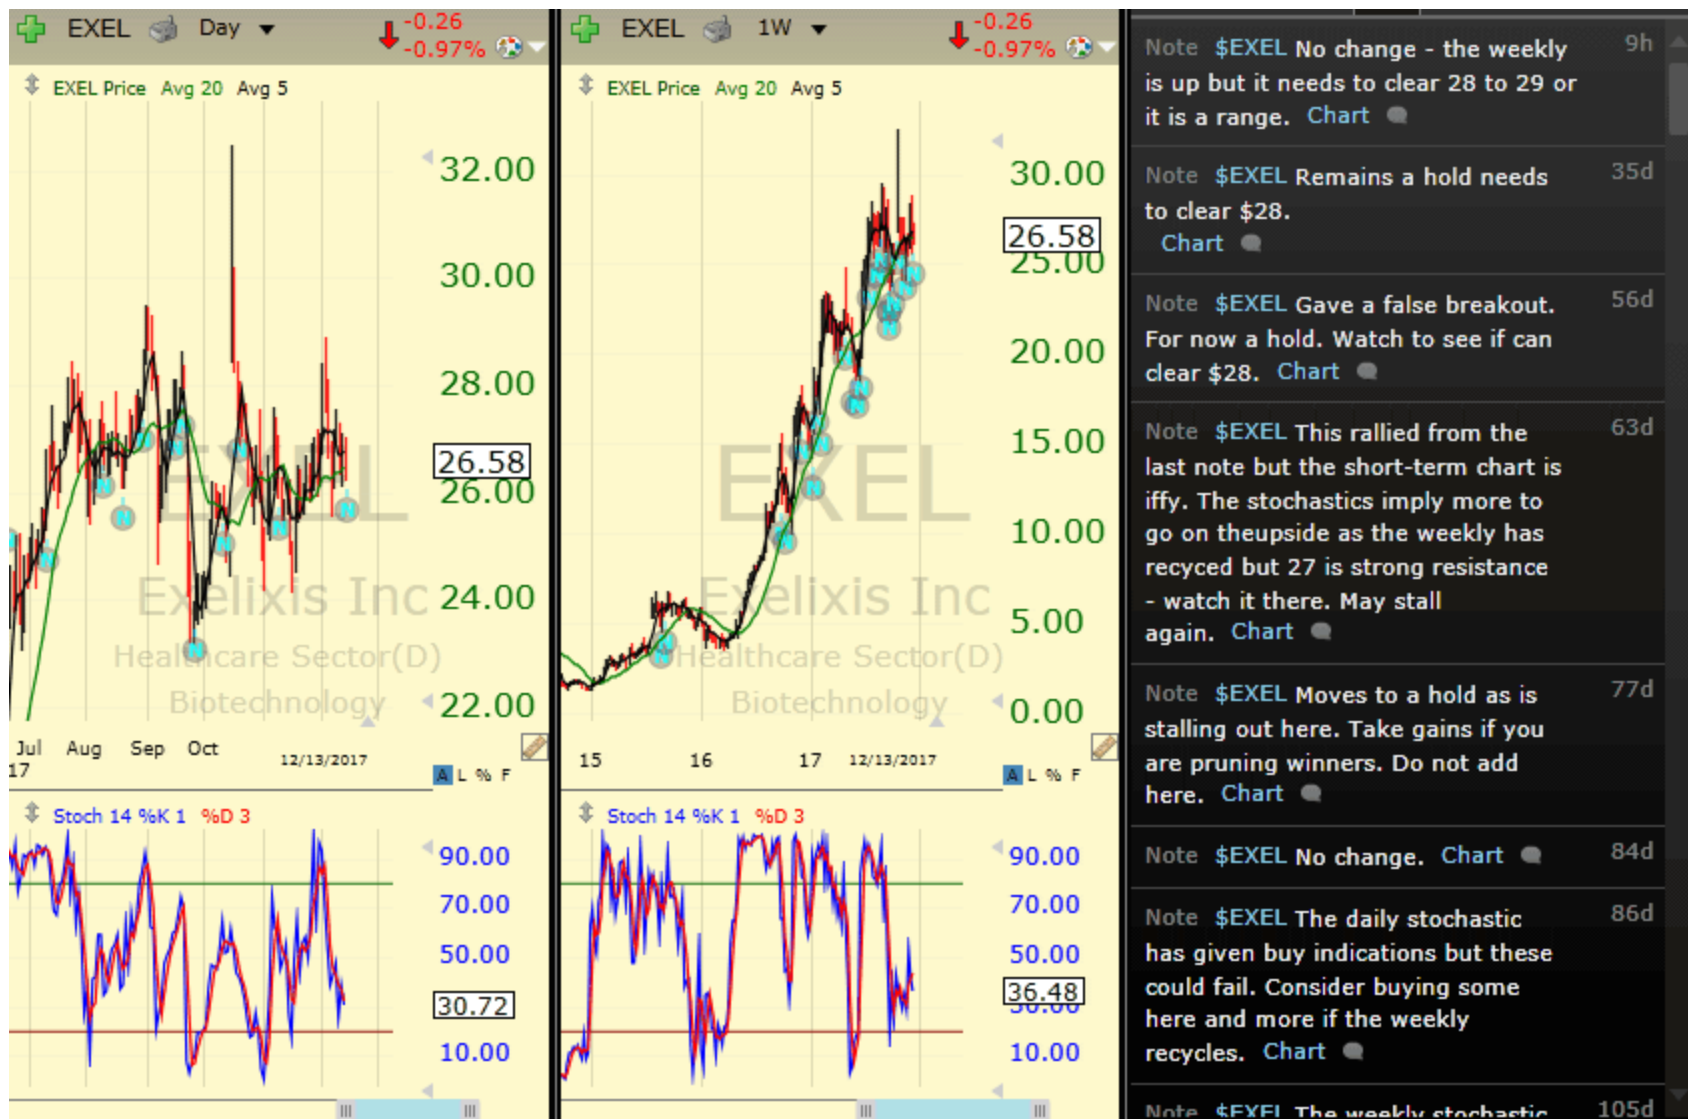 EXEL Day -0.26
-0.97%
EXEL Price Avg 20 Avg 5
32.00
30.00
28.00
26.58
26.00
24.00
22.00
EXEL
Exelixis Inc
Healthcare Sector(D)
Biotechnology
Jul Aug Sep Oct
17
12/13/2017
A L % F
Stoch 14 %K 1 %D 3
90.00
70.00
50.00
30.72
10.00
EXEL 1W -0.26
-0.97%
EXEL Price Avg 20 Avg 5
30.00
26.58
25.00
20.00
15.00
10.00
5.00
0.00
EXEL
Exelixis Inc
Healthcare Sector(D)
Biotechnology
15 16 17 12/13/2017
A L % F
Stoch 14 %K 1 %D 3
90.00
70.00
50.00
36.48
30.00
10.00
Note $EXEL No change - the weekly 9h
is up but it needs to clear 28 to 29 or
it is a range. Chart
Note $EXEL Remains a hold needs 35d
to clear $28.
Chart
Note $EXEL Gave a false breakout. 56d
For now a hold. Watch to see if can
clear $28. Chart
Note $EXEL This rallied from the 63d
last note but the short-term chart is
iffy. The stochastics imply more to
go on theupside as the weekly has
recyced but 27 is strong resistance
- watch it there. May stall
again. Chart
Note $EXEL Moves to a hold as is 77d
stalling out here. Take gains if you
are pruning winners. Do not add
here. Chart
Note $EXEL No change. Chart 84d
Note $EXEL The daily stochastic 86d
has given buy indications but these
could fail. Consider buying some
here and more if the weekly
recycles. Chart
Note $EXEL The weekly stochastic 105d